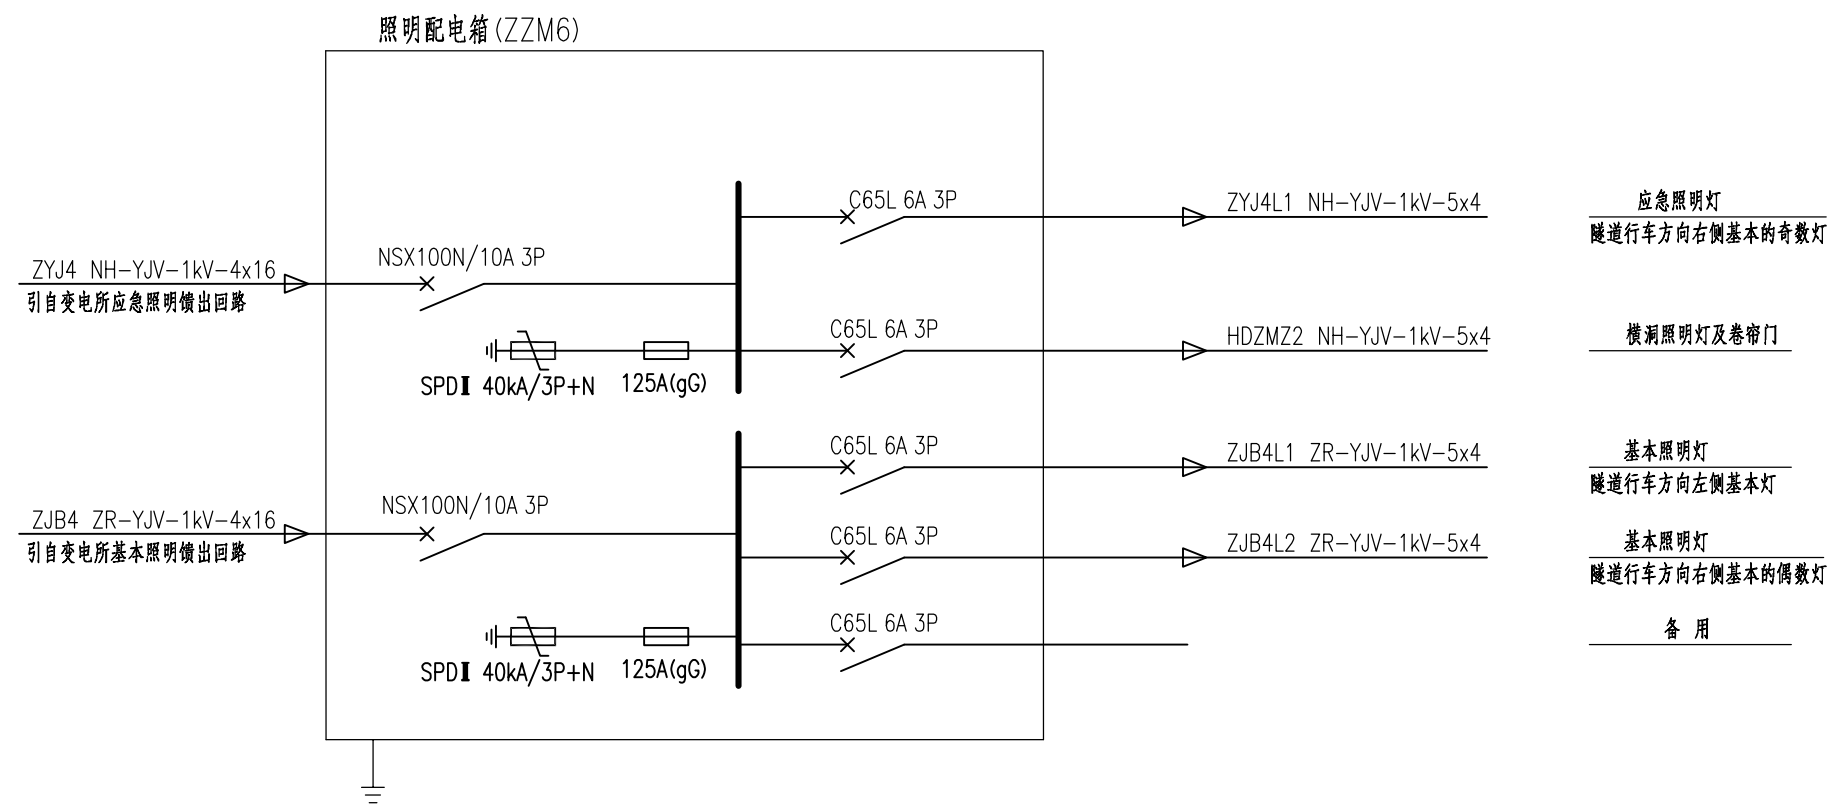 照明配电箱(ZZM6)
C65L 6A 3P
ZYJ4L1 NH-YJV-1kV-5x4
应急照明灯
隧道行车方向右侧基本的奇数灯
ZYJ4 NH-YJV-1kV-4x16
引自变电所应急照明馈出回路
NSX100N/10A 3P
C65L 6A 3P
HDZMZ2 NH-YJV-1kV-5x4
横洞照明灯及卷帘门
SPDⅡ 40kA/3P+N
125A(gG)
C65L 6A 3P
ZJB4L1 ZR-YJV-1kV-5x4
基本照明灯
隧道行车方向左侧基本灯
ZJB4 ZR-YJV-1kV-4x16
引自变电所基本照明馈出回路
NSX100N/10A 3P
C65L 6A 3P
ZJB4L2 ZR-YJV-1kV-5x4
基本照明灯
隧道行车方向右侧基本的偶数灯
C65L 6A 3P
备 用
SPDⅡ 40kA/3P+N
125A(gG)